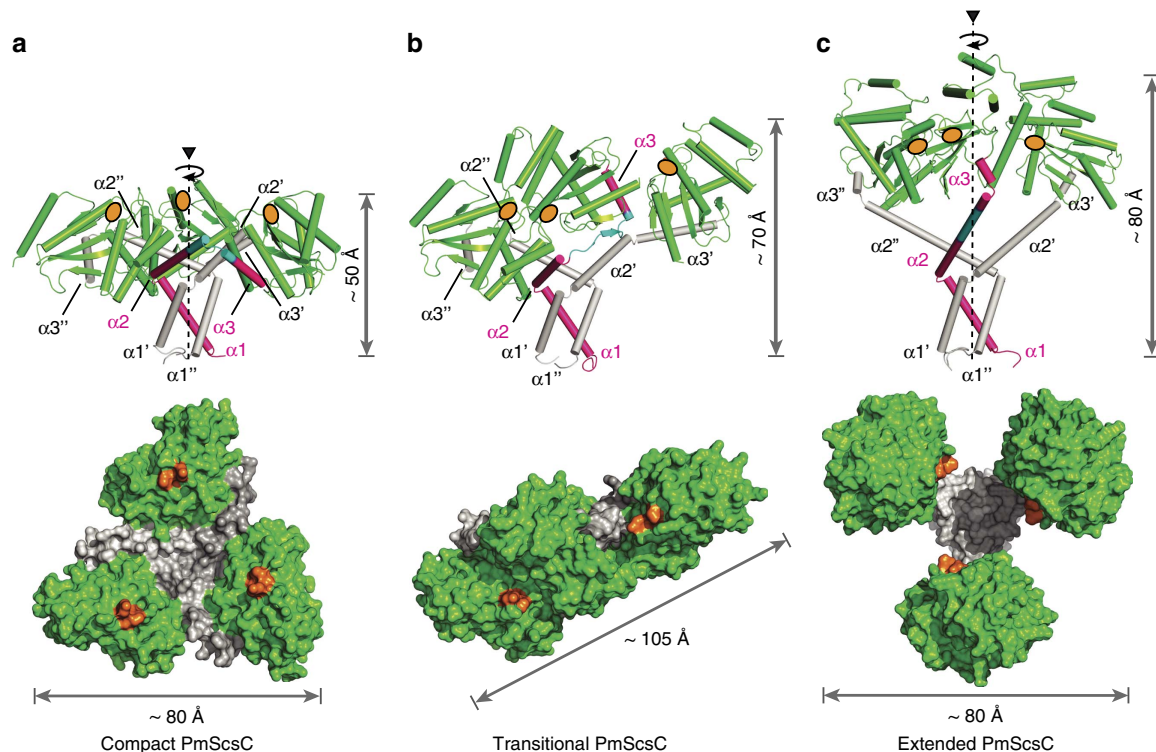 a
α2''
α2'
~ 50 Å
α3''
α2
α3
α3'
α1'
α1
α1''
~ 80 Å
Compact PmScsC
b
α3
α2''
~ 70 Å
α2'
α3'
α3''
α2
α1'
α1
α1''
~ 105 Å
Transitional PmScsC
c
α3''
α3
α3'
~ 80 Å
α2''
α2'
α2
α1'
α1
α1''
~ 80 Å
Extended PmScsC